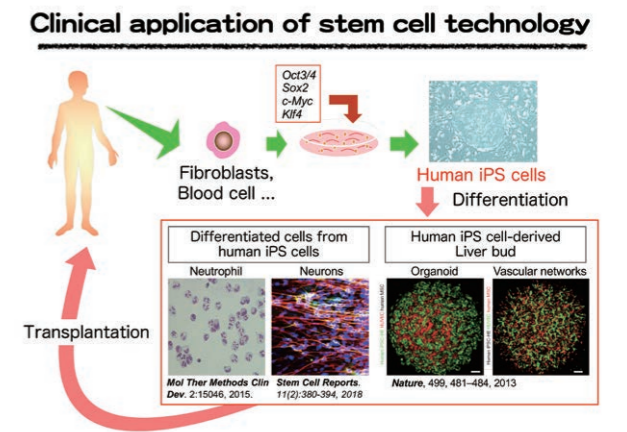 Clinical application of stem cell technology
Oct3/4
Sox2
c-Myc
Klf4
Fibroblasts,
Blood cell ...
Human iPS cells
Differentiation
Differentiated cells from
human iPS cells
Human iPS cell-derived
Liver bud
Neutrophil
Neurons
Organoid
Vascular networks
Transplantation
Mol Ther Methods Clin
Dev. 2:15046, 2015.
Stem Cell Reports.
11(2):380-394, 2018
Nature, 499, 481–484, 2013